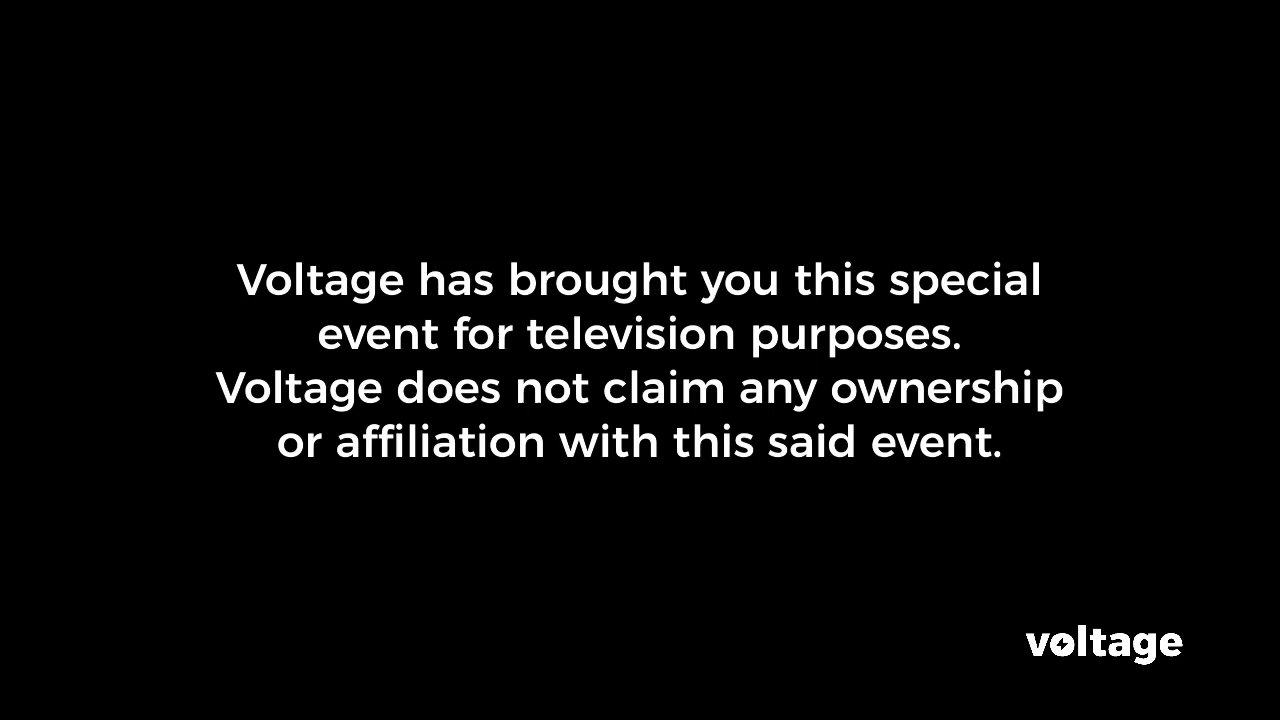 Voltage has brought you this special
event for television purposes.
Voltage does not claim any ownership
or affiliation with this said event.
voltage